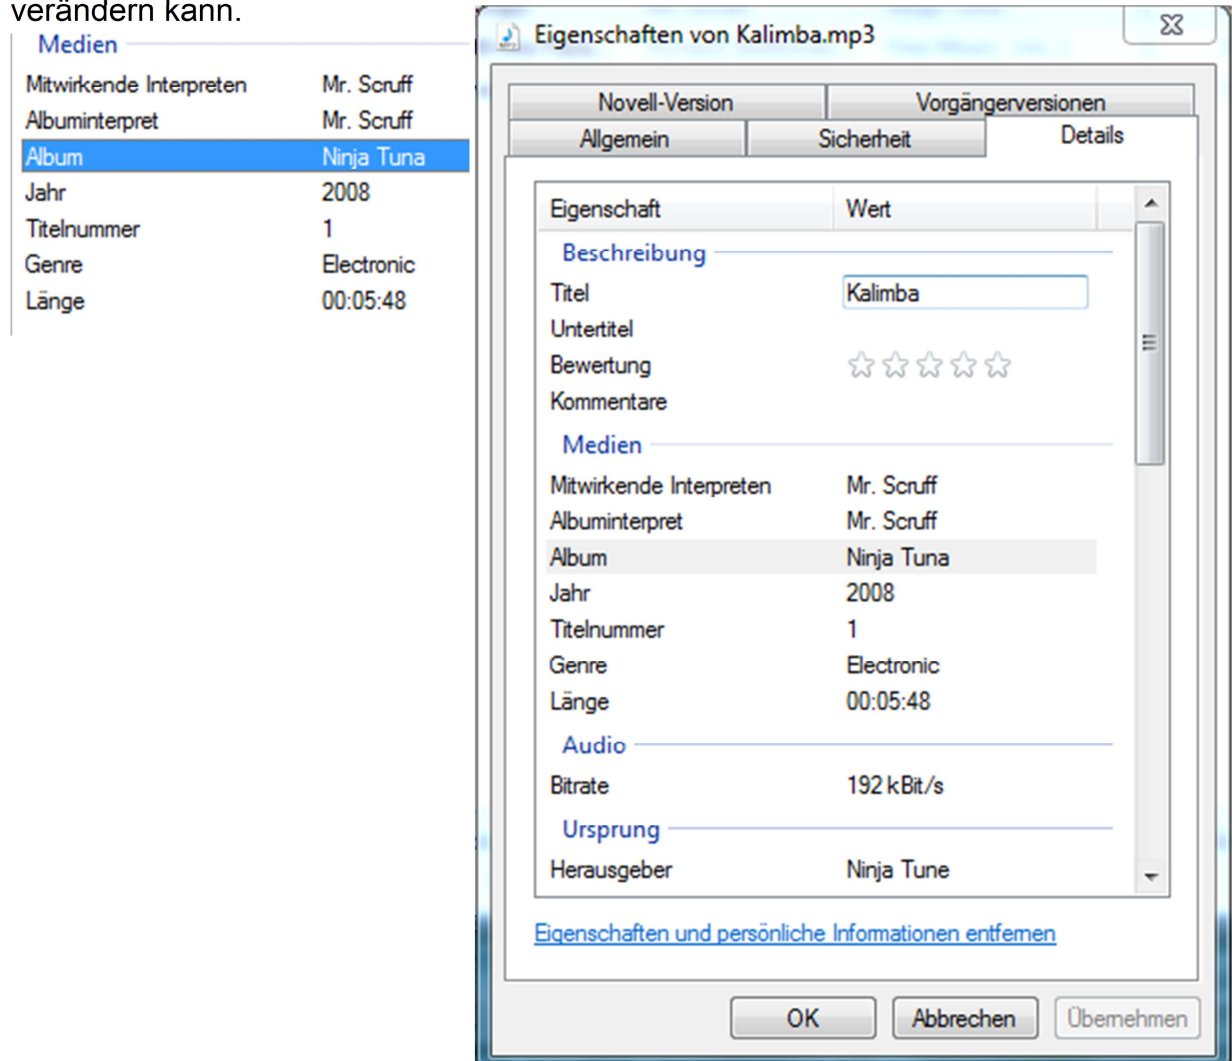 verändern kann.
Medien
Mitwirkende Interpreten Mr. Scruff
Albuminterpret Mr. Scruff
Album Ninja Tuna
Jahr 2008
Titelnummer 1
Genre Electronic
Länge 00:05:48
Eigenschaften von Kalimba.mp3
Novell-Version Vorgängerversionen
Allgemein Sicherheit Details
Eigenschaft Wert
Beschreibung
Titel Kalimba
Untertitel
Bewertung
Kommentare
Medien
Mitwirkende Interpreten Mr. Scruff
Albuminterpret Mr. Scruff
Album Ninja Tuna
Jahr 2008
Titelnummer 1
Genre Electronic
Länge 00:05:48
Audio
Bitrate 192 kBit/s
Ursprung
Herausgeber Ninja Tune
Eigenschaften und persönliche Informationen entfernen
OK Abbrechen Übernehmen